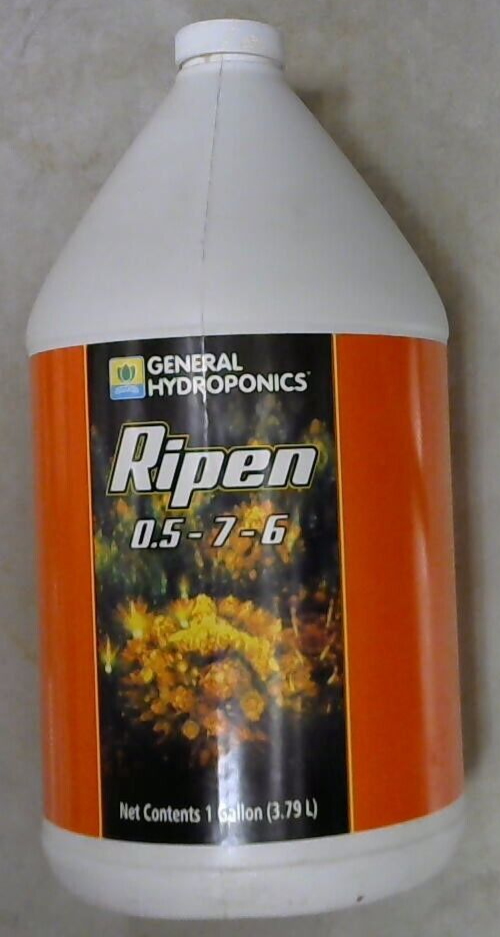 GENERAL
HYDROPONICS
Ripen
0.5 - 7 - 6
Net Contents 1 Gallon (3.79 L)